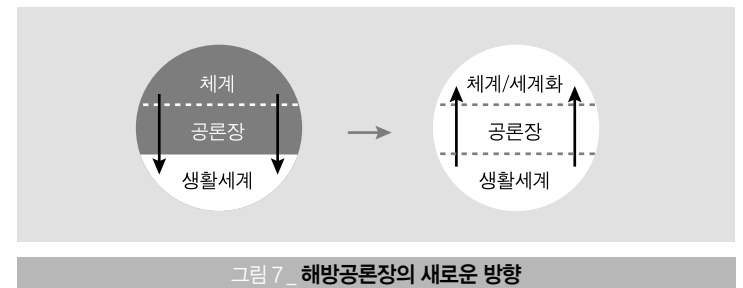 체계
공론장
생활세계
체계/세계화
공론장
생활세계
그림 7_ 해방공론장의 새로운 방향